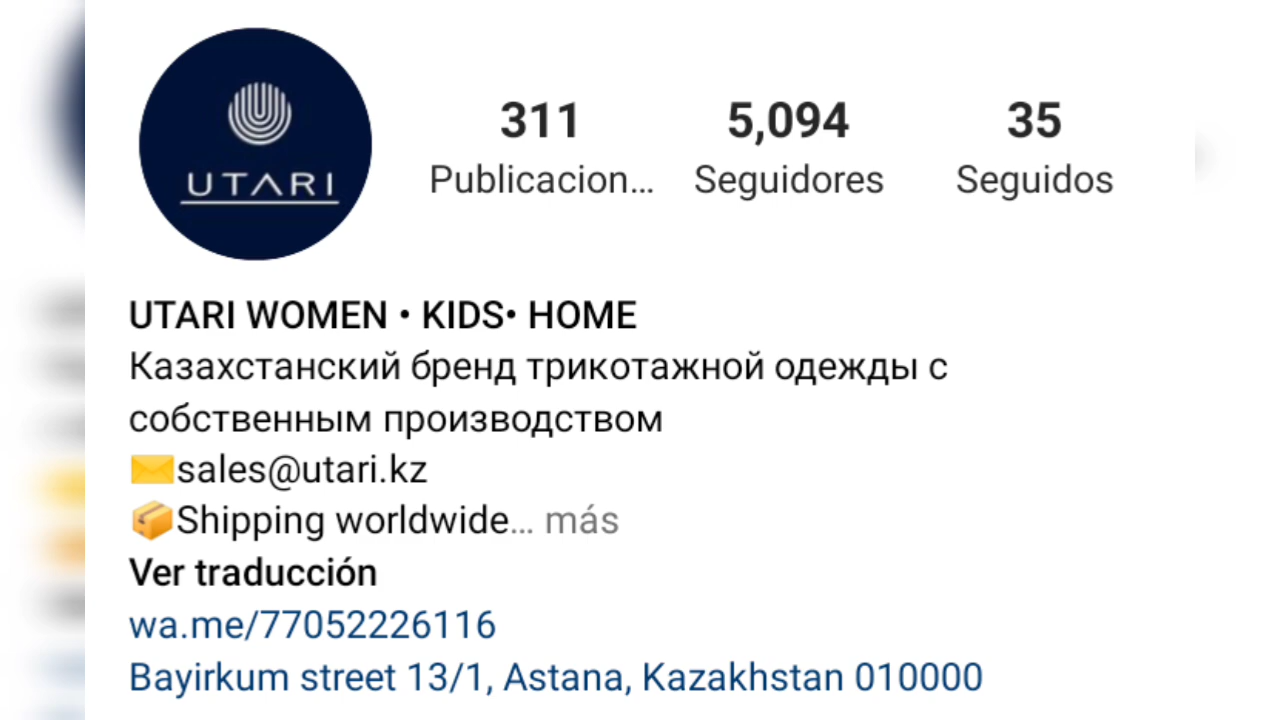 UTARI
311 5,094 35
Publicacion... Seguidores Seguidos
UTARI WOMEN • KIDS• HOME
Казахстанский бренд трикотажной одежды с
собственным производством
✉️sales@utari.kz
📦Shipping worldwide... más
Ver traducción
wa.me/77052226116
Bayirkum street 13/1, Astana, Kazakhstan 010000